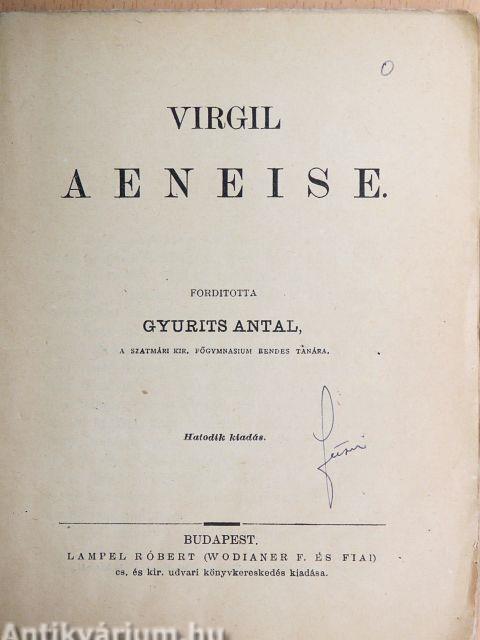 O
VIRGIL
AENEISE.
FORDITOTTA
GYURITS ANTAL,
A SZATMÁRI KIR. FŐGYMNASIUM RENDES TANÁRA.
Hatodik kiadás.
BUDAPEST.
LAMPEL RÓBERT (WODIANER F. ÉS FIAI)
cs. és kir. udvari könyvkereskedés kiadása.
Antikvárium.hu